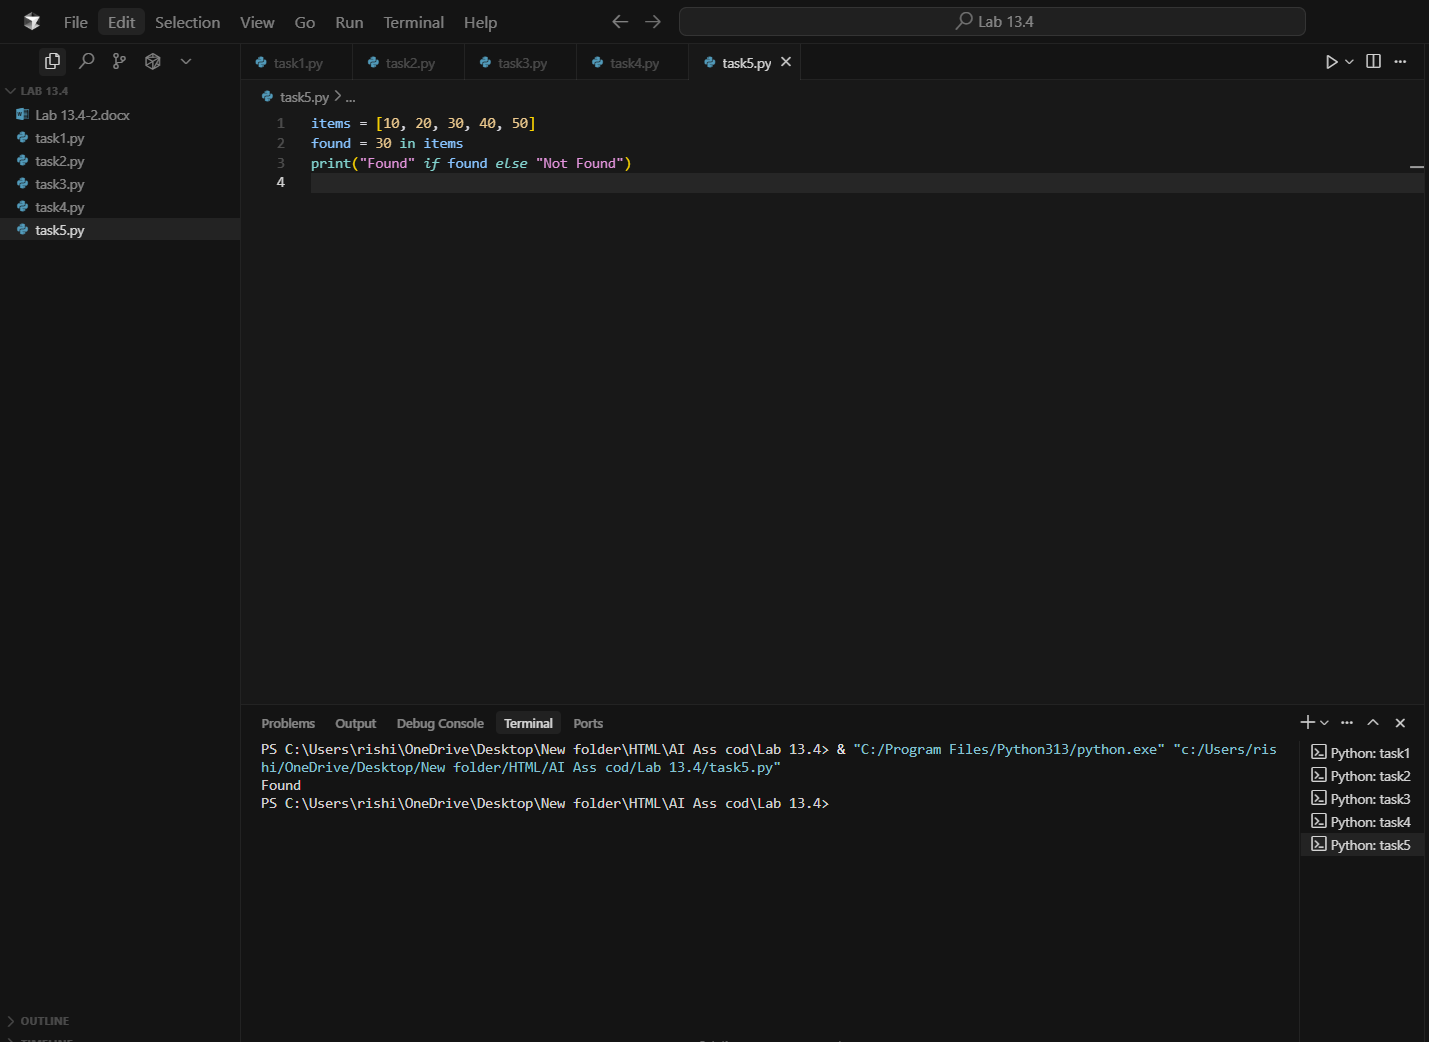 File Edit Selection View Go Run Terminal Help
Lab 13.4
task1.py task2.py task3.py task4.py task5.py
LAB 13.4
Lab 13.4-2.docx
task1.py
task2.py
task3.py
task4.py
task5.py
task5.py > ...
1 items = [10, 20, 30, 40, 50]
2 found = 30 in items
3 print("Found" if found else "Not Found")
4
Problems Output Debug Console Terminal Ports
PS C:\Users\rishi\OneDrive\Desktop\New folder\HTML\AI Ass cod\Lab 13.4> & "C:/Program Files/Python313/python.exe" "c:/Users/ris
hi/OneDrive/Desktop/New folder/HTML/AI Ass cod/Lab 13.4/task5.py"
Found
PS C:\Users\rishi\OneDrive\Desktop\New folder\HTML\AI Ass cod\Lab 13.4>
Python: task1
Python: task2
Python: task3
Python: task4
Python: task5
OUTLINE